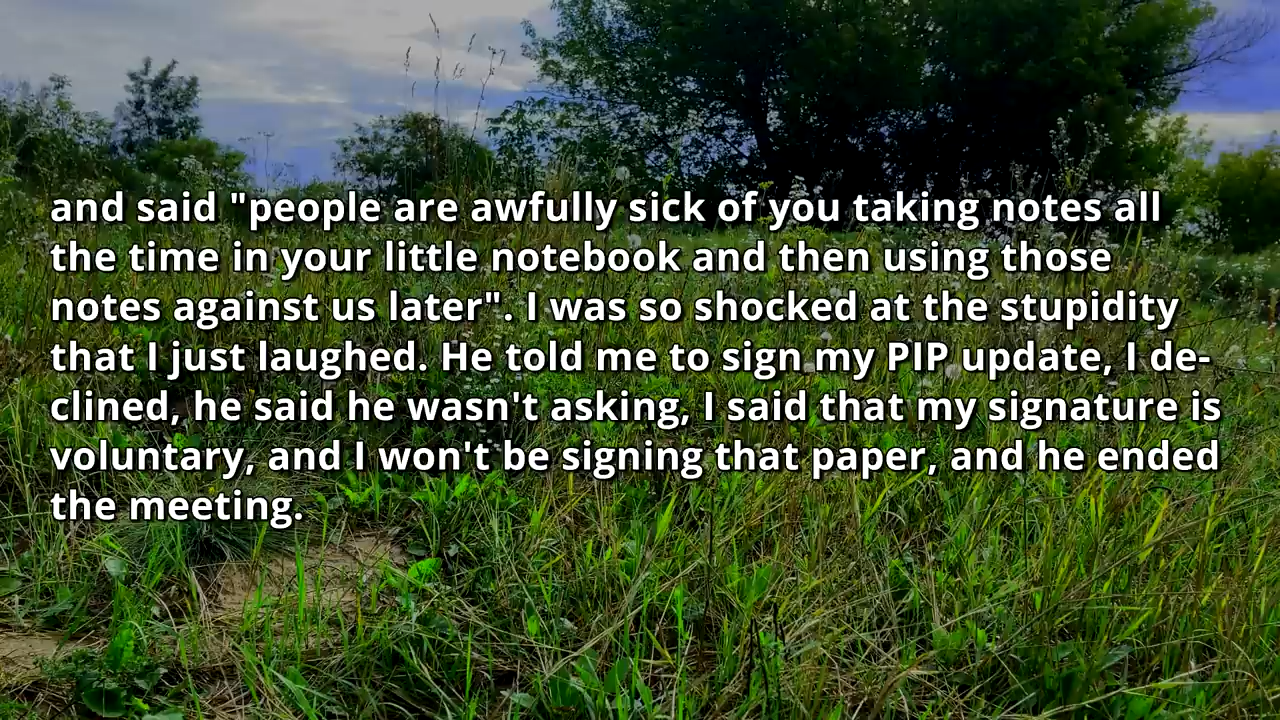 and said "people are awfully sick of you taking notes all
the time in your little notebook and then using those
notes against us later". I was so shocked at the stupidity
that I just laughed. He told me to sign my PIP update, I de-
clined, he said he wasn't asking, I said that my signature is
voluntary, and I won't be signing that paper, and he ended
the meeting.